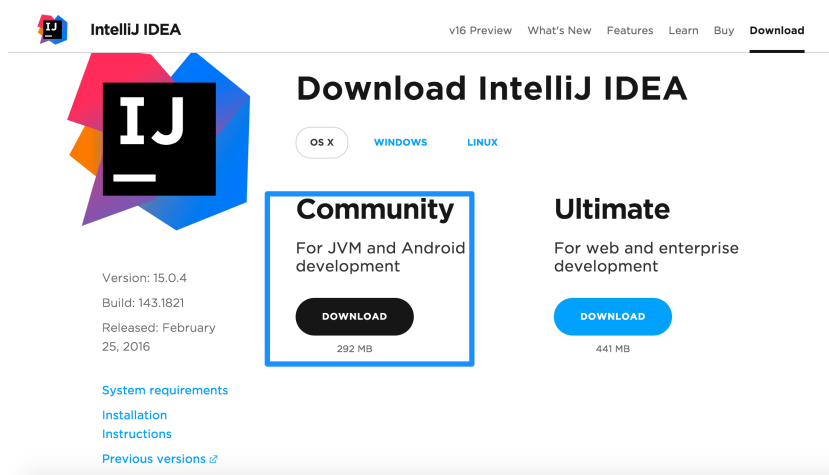 IJ IntelliJ IDEA
v16 Preview What's New Features Learn Buy Download
IJ
Download IntelliJ IDEA
OS X WINDOWS LINUX
Community
For JVM and Android
development
DOWNLOAD
292 MB
Ultimate
For web and enterprise
development
DOWNLOAD
441 MB
Version: 15.0.4
Build: 143.1821
Released: February
25, 2016
System requirements
Installation
Instructions
Previous versions